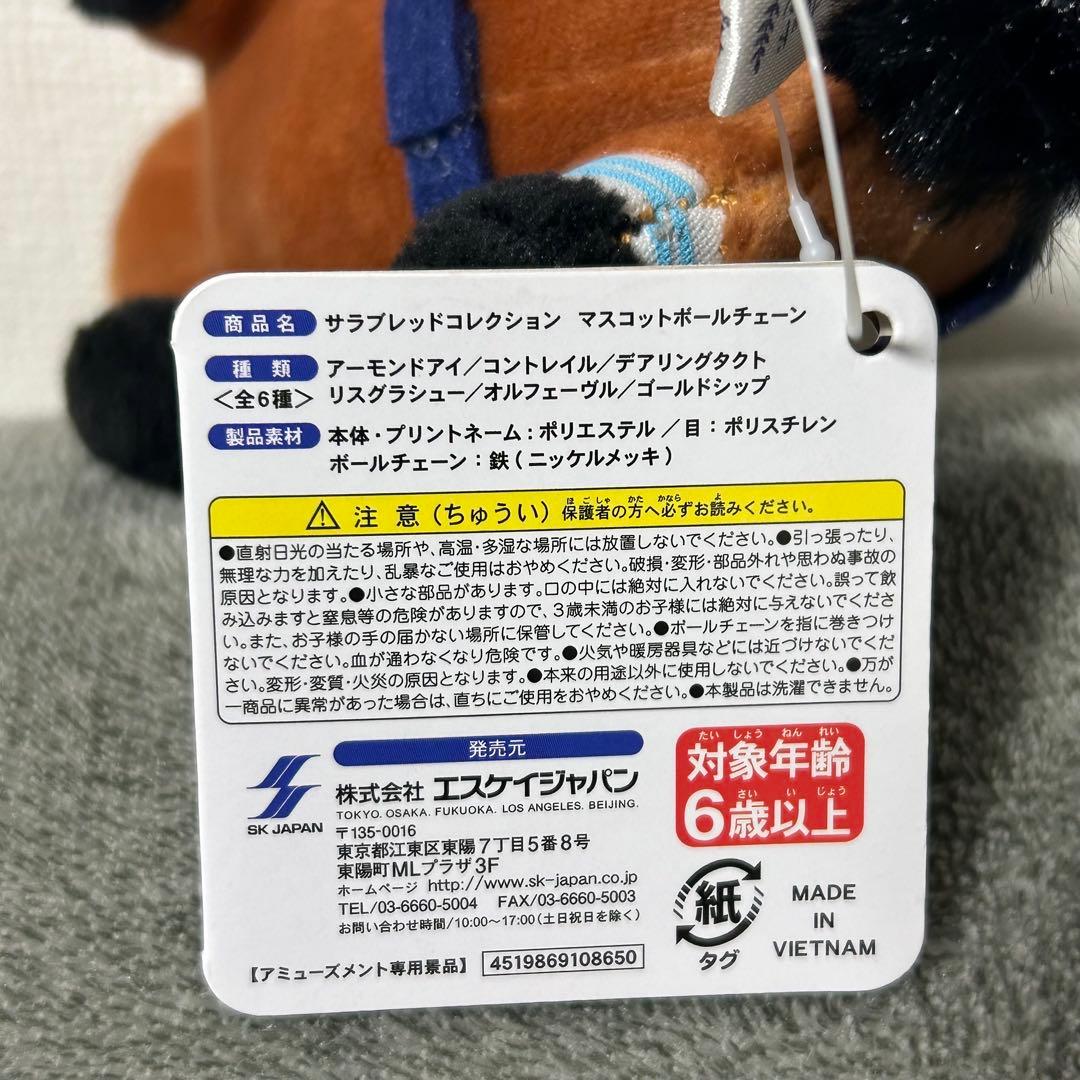 商品名 サラブレッドコレクション マスコットボールチェーン
種類 アーモンドアイ／コントレイル／デアリングタクト
<全6種> リスグラシュー／オルフェーヴル／ゴールドシップ
製品素材 本体・プリントネーム:ポリエステル／目:ポリスチレン
ボールチェーン:鉄(ニッケルメッキ)
⚠ 注意(ちゅうい) 保護者の方へ必ずお読みください。
●直射日光の当たる場所や、高温・多湿な場所には放置しないでください。●引っ張ったり、
無理な力を加えたり、乱暴なご使用はおやめください。破損・変形・部品外れや思わぬ事故の
原因となります。●小さな部品があります。口の中には絶対に入れないでください。誤って飲
み込みますと窒息等の危険がありますので、3歳未満のお子様には絶対に与えないでくださ
い。また、お子様の手の届かない場所に保管してください。●ボールチェーンを指に巻きつけ
ないでください。血が通わなくなり危険です。●火気や暖房器具などには近づけないでくだ
さい。変形・変質・火災の原因となります。●本来の用途以外に使用しないでください。●万が
一商品に異常があった場合は、直ちにご使用をおやめください。●本製品は洗濯できません。
発売元
SK JAPAN
株式会社 エスケイジャパン
TOKYO. OSAKA. FUKUOKA. LOS ANGELES. BEIJING.
〒135-0016
東京都江東区東陽7丁目5番8号
東陽町MLプラザ3F
ホームページ http://www.sk-japan.co.jp
TEL/03-6660-5004 FAX/03-6660-5003
お問い合わせ時間/10:00〜17:00(土日祝日を除く)
【アミューズメント専用景品】 4519869108650
たいしょうねんれい
対象年齢
さいいじょう
6歳以上
紙
タグ
MADE
IN
VIETNAM